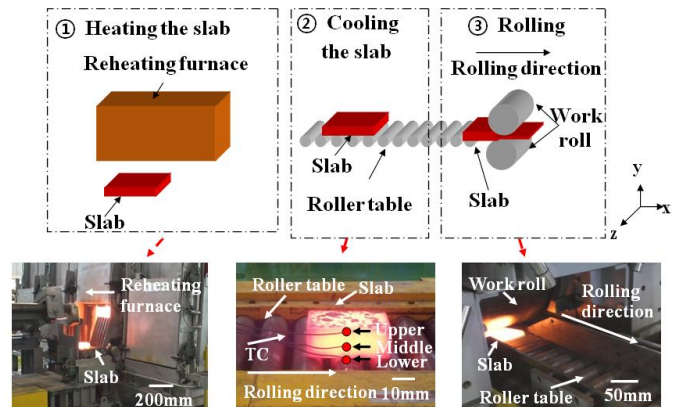 ① Heating the slab
Reheating furnace
Slab
② Cooling
the slab
Slab
Roller table
③ Rolling
Rolling direction
Work
roll
Slab
y
x
z
Reheating
furnace
Slab
200mm
Roller table
Slab
TC
Upper
Middle
Lower
Rolling direction
10mm
Work roll
Rolling
direction
Slab
Roller table
50mm